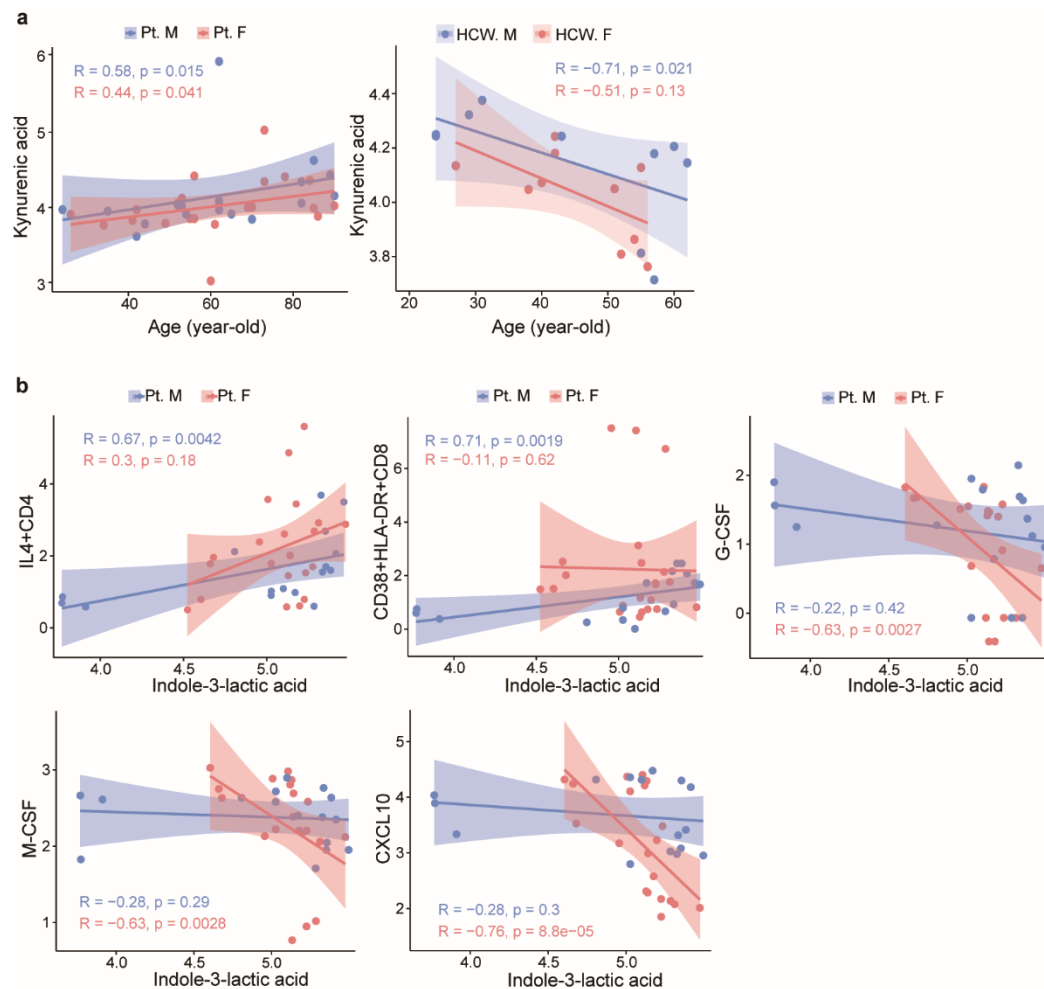 a
Pt. M Pt. F
R = 0.58, p = 0.015
R = 0.44, p = 0.041
Kynurenic acid
6
5
4
3
40 60 80
Age (year-old)
HCW. M HCW. F
R = −0.71, p = 0.021
R = −0.51, p = 0.13
Kynurenic acid
4.4
4.2
4.0
3.8
20 30 40 50 60
Age (year-old)
b
Pt. M Pt. F
R = 0.67, p = 0.0042
R = 0.3, p = 0.18
IL4+CD4
4
2
0
4.0 4.5 5.0
Indole-3-lactic acid
Pt. M Pt. F
R = 0.71, p = 0.0019
R = −0.11, p = 0.62
CD38+HLA-DR+CD8
6
4
2
0
4.0 4.5 5.0
Indole-3-lactic acid
Pt. M Pt. F
G-CSF
2
1
0
R = −0.22, p = 0.42
R = −0.63, p = 0.0027
4.0 4.5 5.0
Indole-3-lactic acid
M-CSF
3
2
1
R = −0.28, p = 0.29
R = −0.63, p = 0.0028
4.0 4.5 5.0
Indole-3-lactic acid
CXCL10
5
4
3
2
R = −0.28, p = 0.3
R = −0.76, p = 8.8e−05
4.0 4.5 5.0
Indole-3-lactic acid